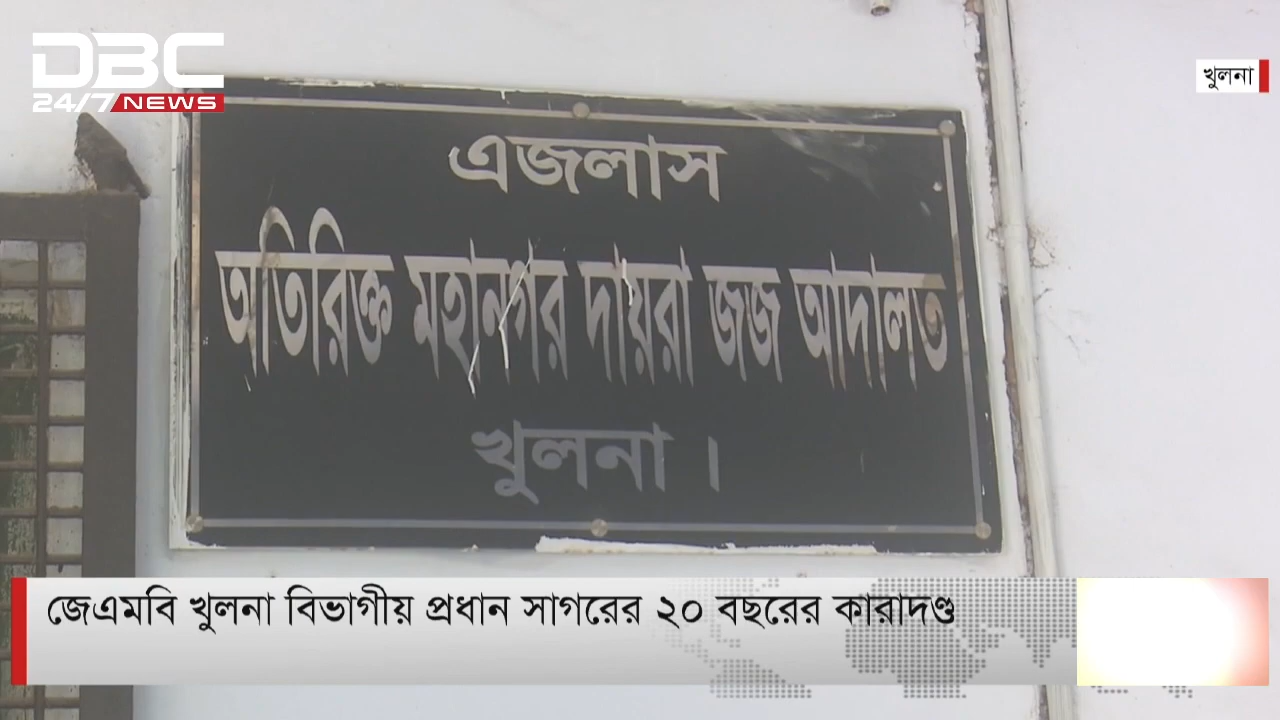 DBC
24/7 NEWS
খুলনা
এজলাস
অতিরিক্ত মহানগর দায়রা জজ আদালত
খুলনা।
জেএমবি খুলনা বিভাগীয় প্রধান সাগরের ২০ বছরের কারাদণ্ড